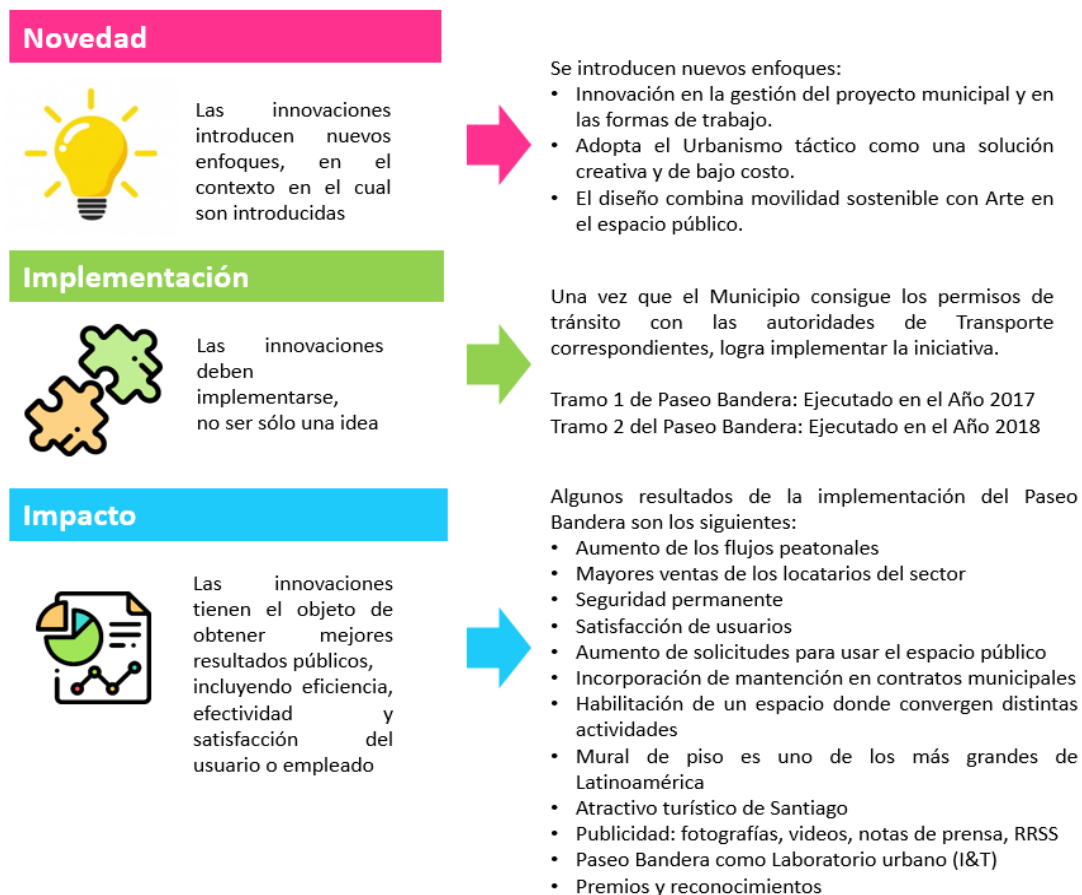 Novedad
Las innovaciones
introducen nuevos
enfoques, en el
contexto en el cual
son introducidas
Se introducen nuevos enfoques:
• Innovación en la gestión del proyecto municipal y en
las formas de trabajo.
• Adopta el Urbanismo táctico como una solución
creativa y de bajo costo.
• El diseño combina movilidad sostenible con Arte en
el espacio público.
Implementación
Las innovaciones
deben
implementarse,
no ser sólo una idea
Una vez que el Municipio consigue los permisos de
tránsito con las autoridades de Transporte
correspondientes, logra implementar la iniciativa.
Tramo 1 de Paseo Bandera: Ejecutado en el Año 2017
Tramo 2 del Paseo Bandera: Ejecutado en el Año 2018
Impacto
Las innovaciones
tienen el objeto de
obtener mejores
resultados públicos,
incluyendo eficiencia,
efectividad y
satisfacción del
usuario o empleado
Algunos resultados de la implementación del Paseo
Bandera son los siguientes:
• Aumento de los flujos peatonales
• Mayores ventas de los locatarios del sector
• Seguridad permanente
• Satisfacción de usuarios
• Aumento de solicitudes para usar el espacio público
• Incorporación de mantención en contratos municipales
• Habilitación de un espacio donde convergen distintas
actividades
• Mural de piso es uno de los más grandes de
Latinoamérica
• Atractivo turístico de Santiago
• Publicidad: fotografías, videos, notas de prensa, RRSS
• Paseo Bandera como Laboratorio urbano (I&T)
• Premios y reconocimientos